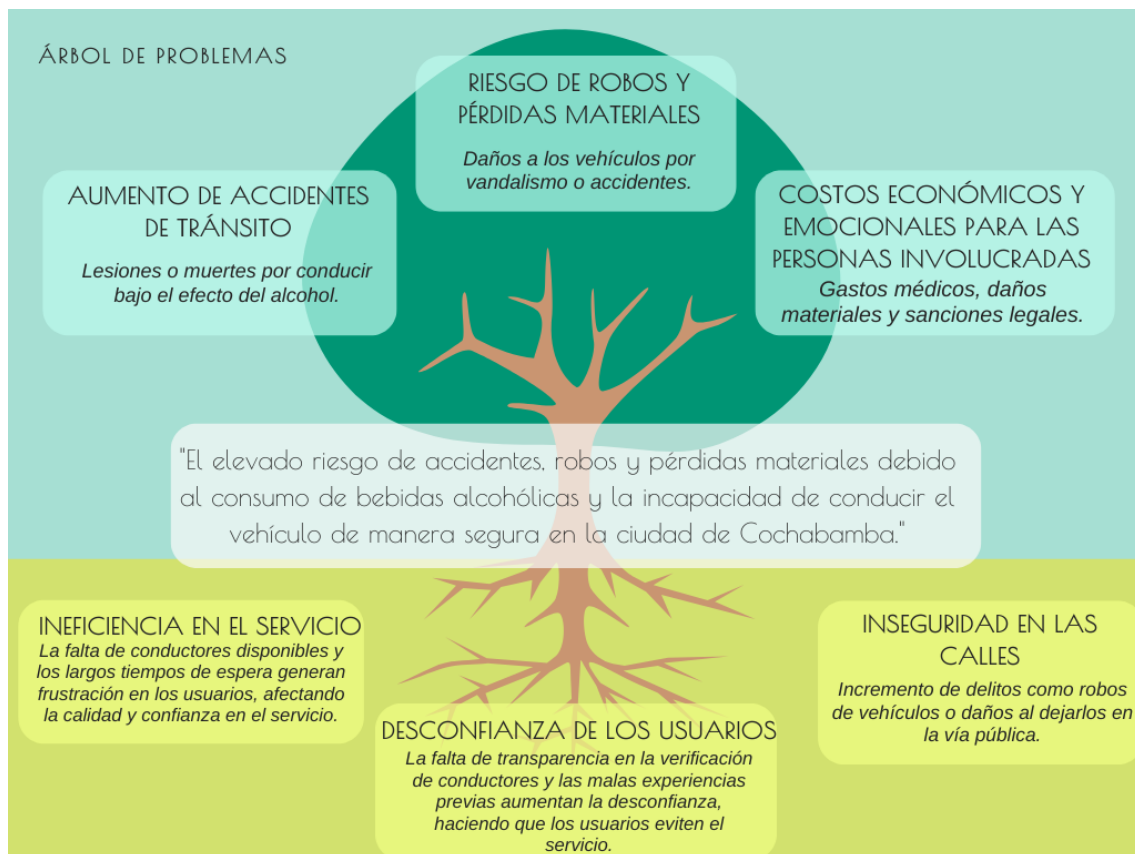 ÁRBOL DE PROBLEMAS
RIESGO DE ROBOS Y
PÉRDIDAS MATERIALES
Daños a los vehículos por
vandalismo o accidentes.
AUMENTO DE ACCIDENTES
DE TRÁNSITO
Lesiones o muertes por conducir
bajo el efecto del alcohol.
COSTOS ECONÓMICOS Y
EMOCIONALES PARA LAS
PERSONAS INVOLUCRADAS
Gastos médicos, daños
materiales y sanciones legales.
"El elevado riesgo de accidentes, robos y pérdidas materiales debido
al consumo de bebidas alcohólicas y la incapacidad de conducir el
vehículo de manera segura en la ciudad de Cochabamba."
INEFICIENCIA EN EL SERVICIO
La falta de conductores disponibles y
los largos tiempos de espera generan
frustración en los usuarios, afectando
la calidad y confianza en el servicio.
DESCONFIANZA DE LOS USUARIOS
La falta de transparencia en la verificación
de conductores y las malas experiencias
previas aumentan la desconfianza,
haciendo que los usuarios eviten el
servicio.
INSEGURIDAD EN LAS
CALLES
Incremento de delitos como robos
de vehículos o daños al dejarlos en
la vía pública.